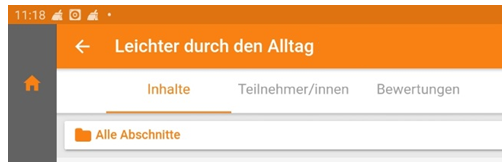 11:18
Leichter durch den Alltag
Inhalte Teilnehmer/innen Bewertungen
Alle Abschnitte